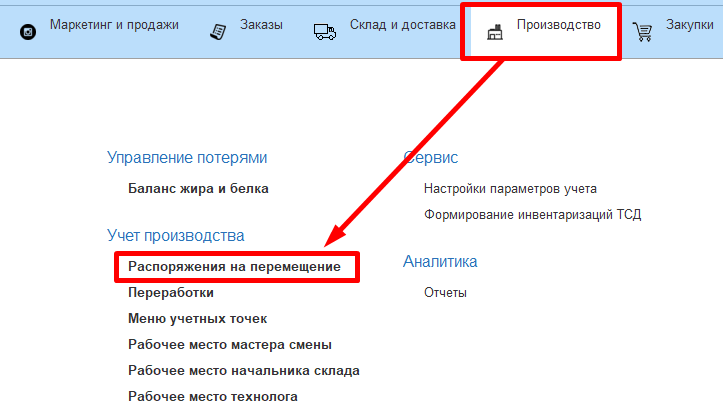 Маркетинг и продажи
Заказы
Склад и доставка
Производство
Закупки
Управление потерями
Баланс жира и белка
Учет производства
Распоряжения на перемещение
Переработки
Меню учетных точек
Рабочее место мастера смены
Рабочее место начальника склада
Рабочее место технолога
Сервис
Настройки параметров учета
Формирование инвентаризаций ТСД
Аналитика
Отчеты